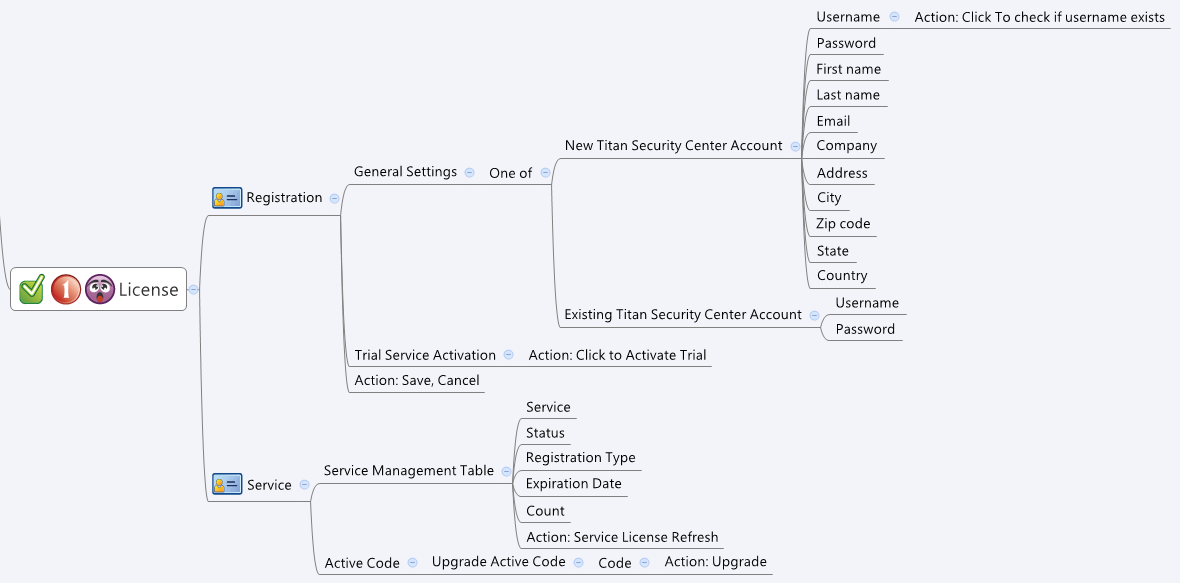 Username
Action: Click To check if username exists
Password
First name
Last name
Email
New Titan Security Center Account
Company
General Settings
One of
Address
Registration
City
Zip code
State
Country
1
License
Existing Titan Security Center Account
Username
Password
Trial Service Activation
Action: Click to Activate Trial
Action: Save, Cancel
Service
Service Management Table
Service
Status
Registration Type
Expiration Date
Count
Action: Service License Refresh
Active Code
Upgrade Active Code
Code
Action: Upgrade